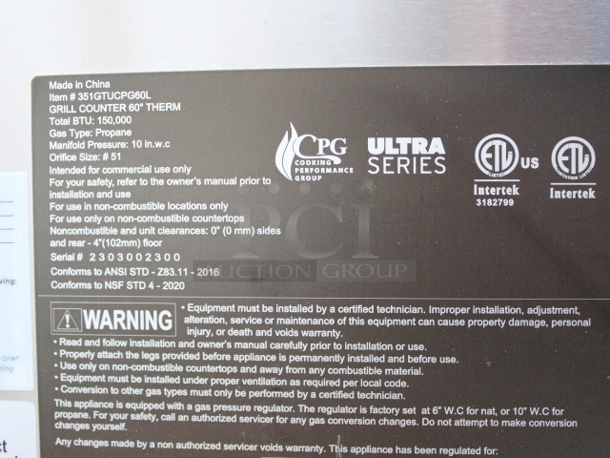 Made in China
Item # 351GTUCPG60L
GRILL COUNTER 60" THERM
Total BTU: 150,000
Gas Type: Propane
Manifold Pressure: 10 in.w.c
Orifice Size: # 51
Intended for commercial use only
For your safety, refer to the owner's manual prior to
installation and use
For use in non-combustible locations only
For use only on non-combustible countertops
Noncombustible and unit clearances: 0" (0 mm) sides
and rear - 4"(102mm) floor
Serial # 2303002300
Conforms to ANSI STD - Z83.11 - 2016
Conforms to NSF STD 4 - 2020
CPG
COOKING
PERFORMANCE
GROUP
ULTRA
SERIES
ETL US
Intertek
3182799
ETL
Intertek
pci
AUCTION GROUP
WARNING
• Equipment must be installed by a certified technician. Improper installation, adjustment,
alteration, service or maintenance of this equipment can cause property damage, personal
injury, or death and voids warranty.
• Read and follow installation and owner's manual carefully prior to installation or use.
• Properly attach the legs provided before appliance is permanently installed and before use.
• Use only on non-combustible countertops and away from any combustible material.
• Equipment must be installed under proper ventilation as required per local code.
• Conversion to other gas types must only be performed by a certified technician.
This appliance is equipped with a gas pressure regulator. The regulator is factory set at 6" W.C for nat, or 10" W.C for
propane. For your safety, call an authorized servicer for any gas conversion changes. Do not attempt to make conversion
changes yourself.
Any changes made by a non authorized servicer voids warranty. This appliance has been regulated for:
brief